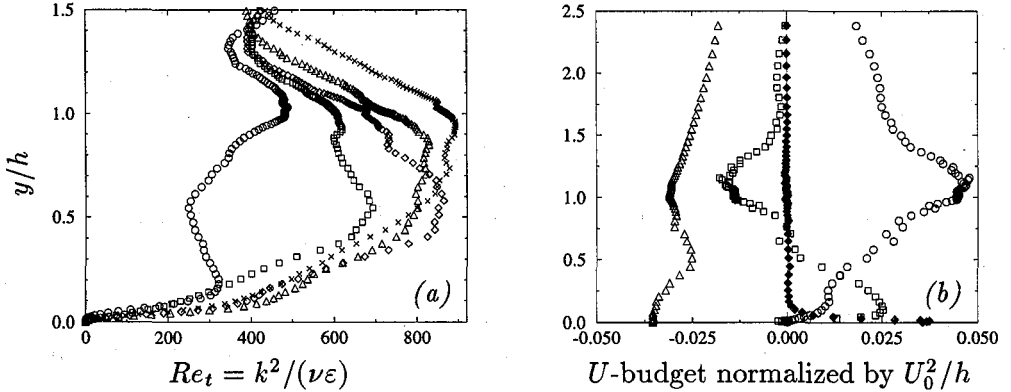 1.5
1.0
0.5
0.0
y/h
0 200 400 600 800
(a)
Re_t = k^2/(νε)
2.5
2.0
1.5
1.0
0.5
0.0
-0.050 -0.025 0.000 0.025 0.050
(b)
U-budget normalized by U_0^2/h